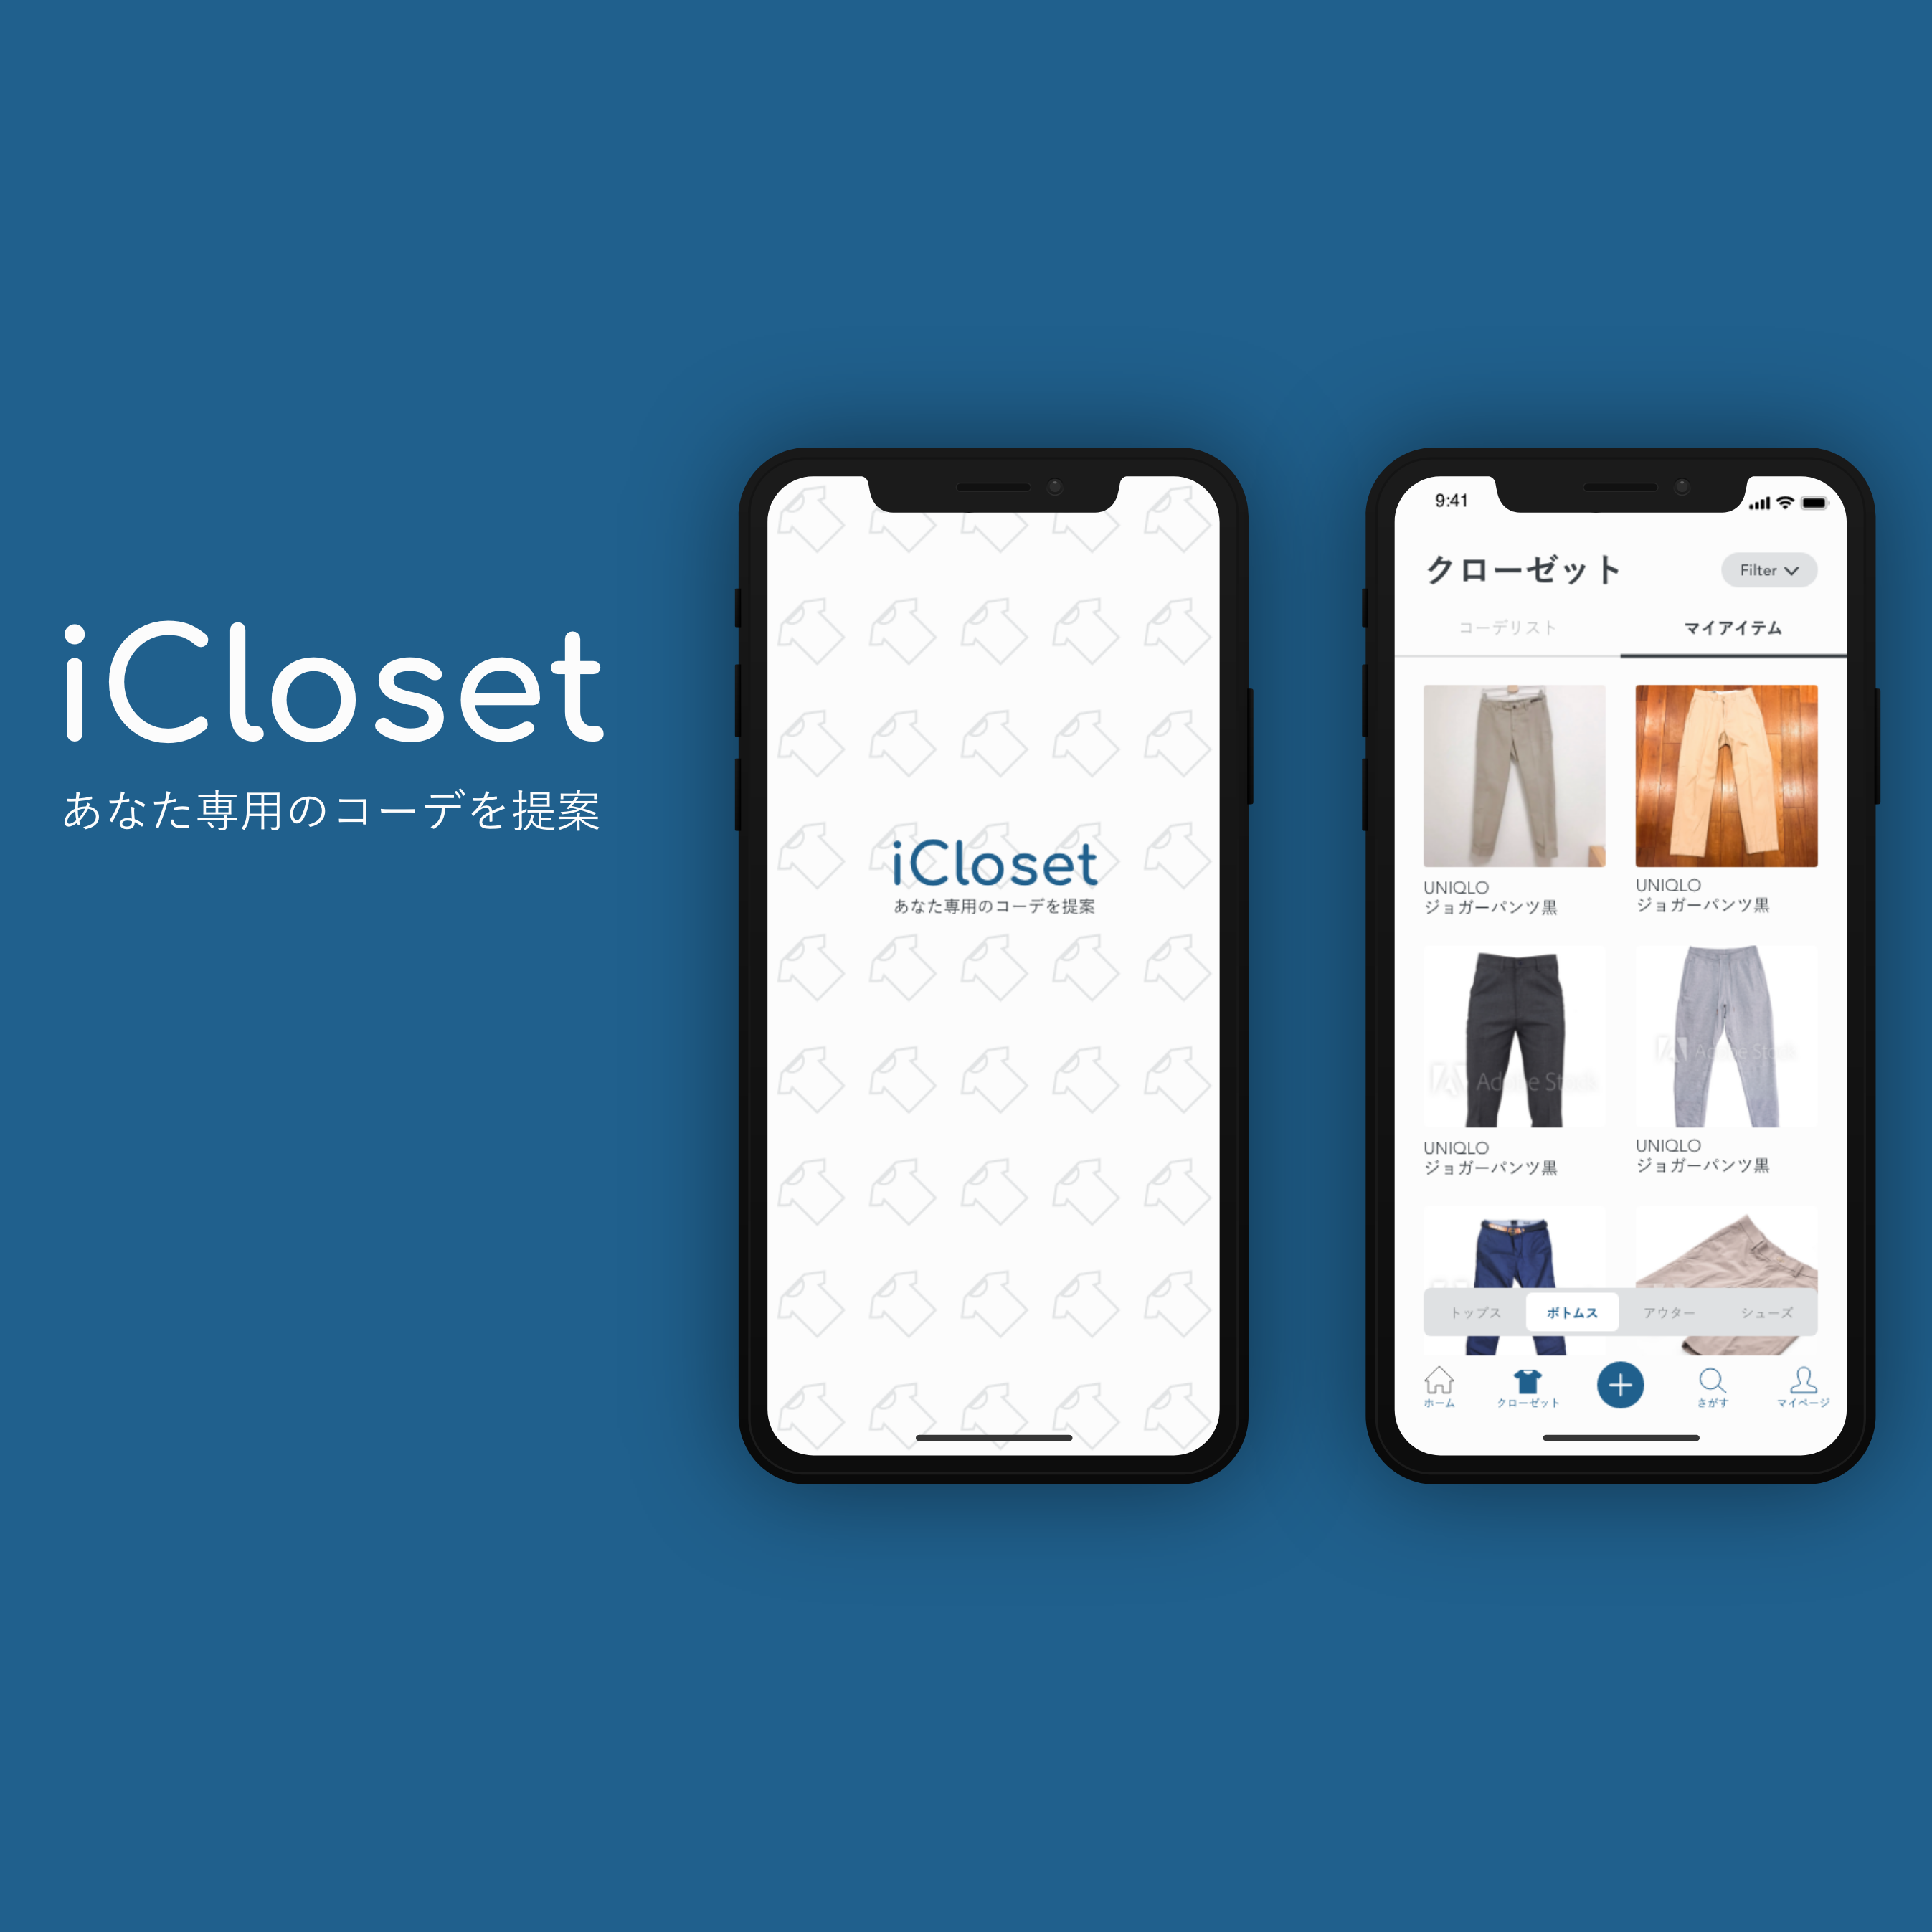 iCloset
あなた専用のコーデを提案
iCloset
あなた専用のコーデを提案
9:41
クローゼット
Filter
コーデリスト
マイアイテム
UNIQLO
ジョガーパンツ黒
UNIQLO
ジョガーパンツ黒
Adobe Stock
Adobe Stock
UNIQLO
ジョガーパンツ黒
UNIQLO
ジョガーパンツ黒
トップス
ボトムス
アウター
シューズ
ホーム
クローゼット
さがす
マイページ